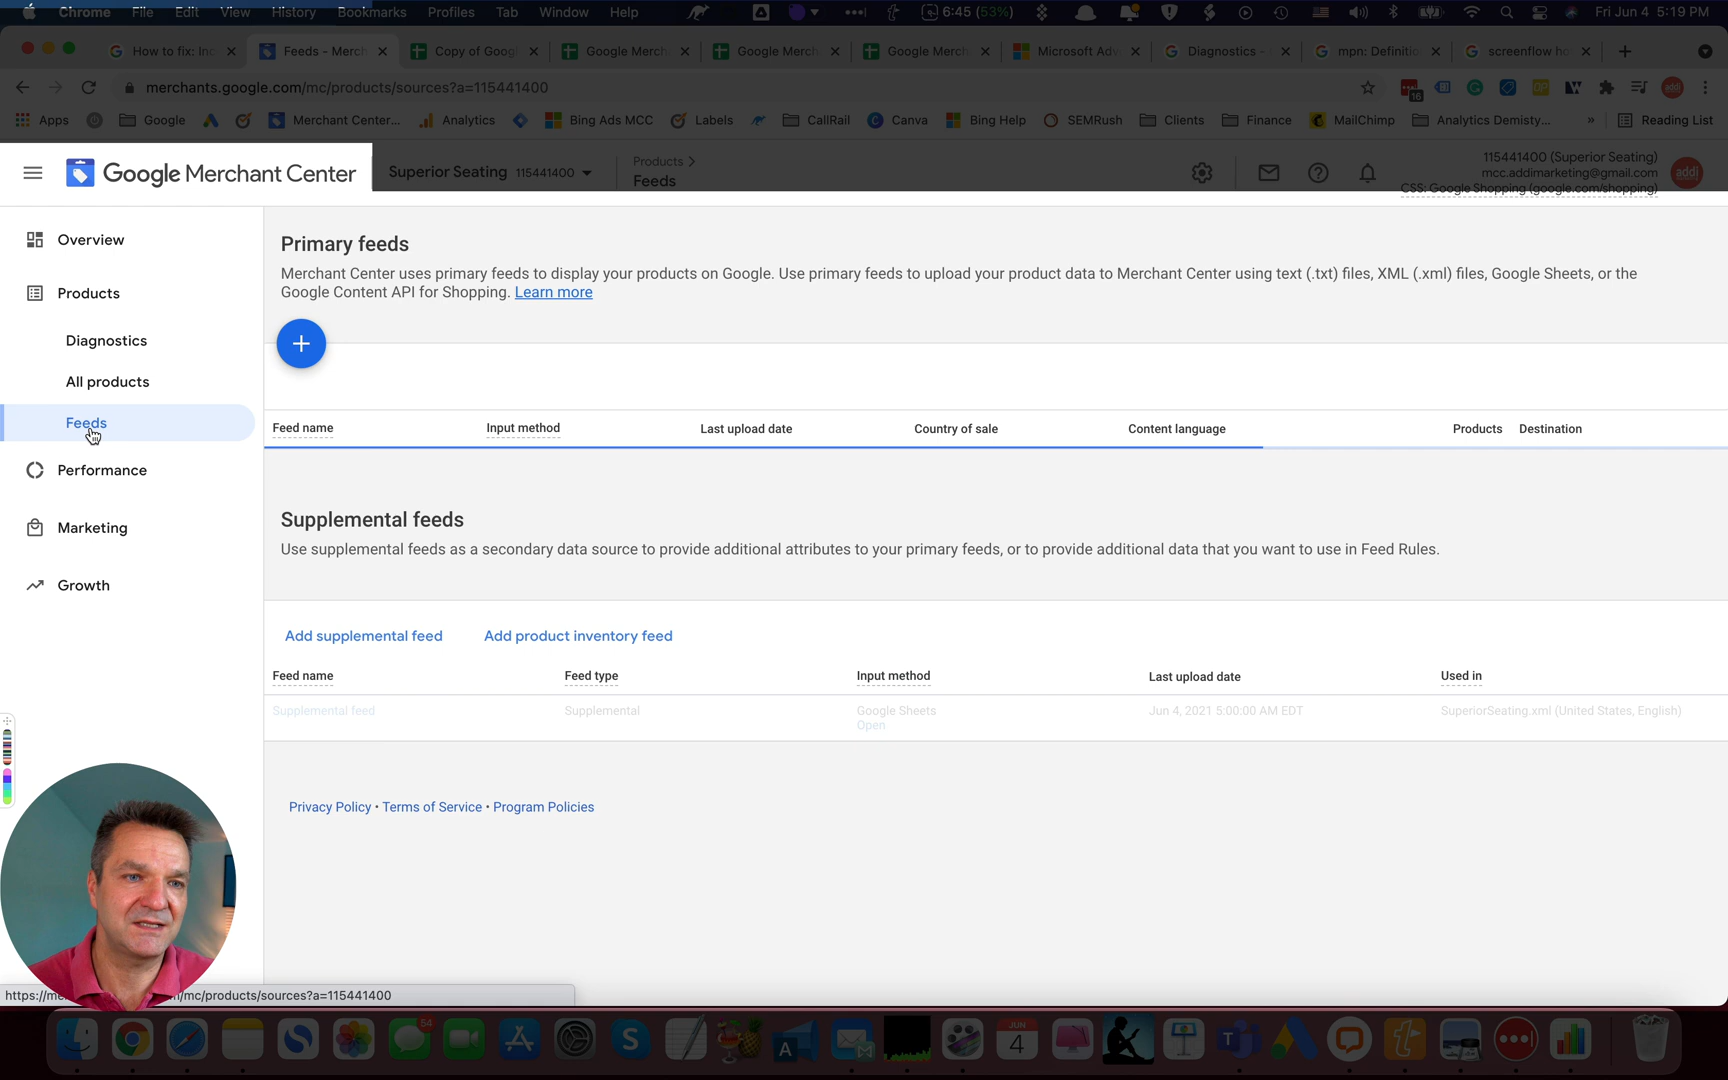 Chrome File Edit View History Bookmarks Profiles Tab Window Help 6:45 (53%) Fri Jun 4 5:19 PM
How to fix: Inc Feeds - Merch Copy of Goog Google Merch Google Merch Google Merch Microsoft Adv Diagnostics - mpn: Definitio screenflow ho
merchants.google.com/mc/products/sources?a=115441400 16
Apps Google Merchant Center... Analytics Bing Ads MCC Labels CallRail Canva Bing Help SEMRush Clients Finance MailChimp Analytics Demisty... » Reading List
Google Merchant Center Superior Seating 115441400
Products >
Feeds
115441400 (Superior Seating)
mcc.addimarketing@gmail.com
CSS: Google Shopping (google.com/shopping)
addi
Overview
Products
Diagnostics
All products
Feeds
Performance
Marketing
Growth
Primary feeds
Merchant Center uses primary feeds to display your products on Google. Use primary feeds to upload your product data to Merchant Center using text (.txt) files, XML (.xml) files, Google Sheets, or the
Google Content API for Shopping. Learn more
Feed name Input method Last upload date Country of sale Content language Products Destination
Supplemental feeds
Use supplemental feeds as a secondary data source to provide additional attributes to your primary feeds, or to provide additional data that you want to use in Feed Rules.
Add supplemental feed Add product inventory feed
Feed name Feed type Input method Last upload date Used in
Supplemental feed Supplemental Google Sheets Jun 4, 2021 5:00:00 AM EDT SuperiorSeating.xml (United States, English)
Open
Privacy Policy • Terms of Service • Program Policies
https://me /mc/products/sources?a=115441400
54
JUN
4